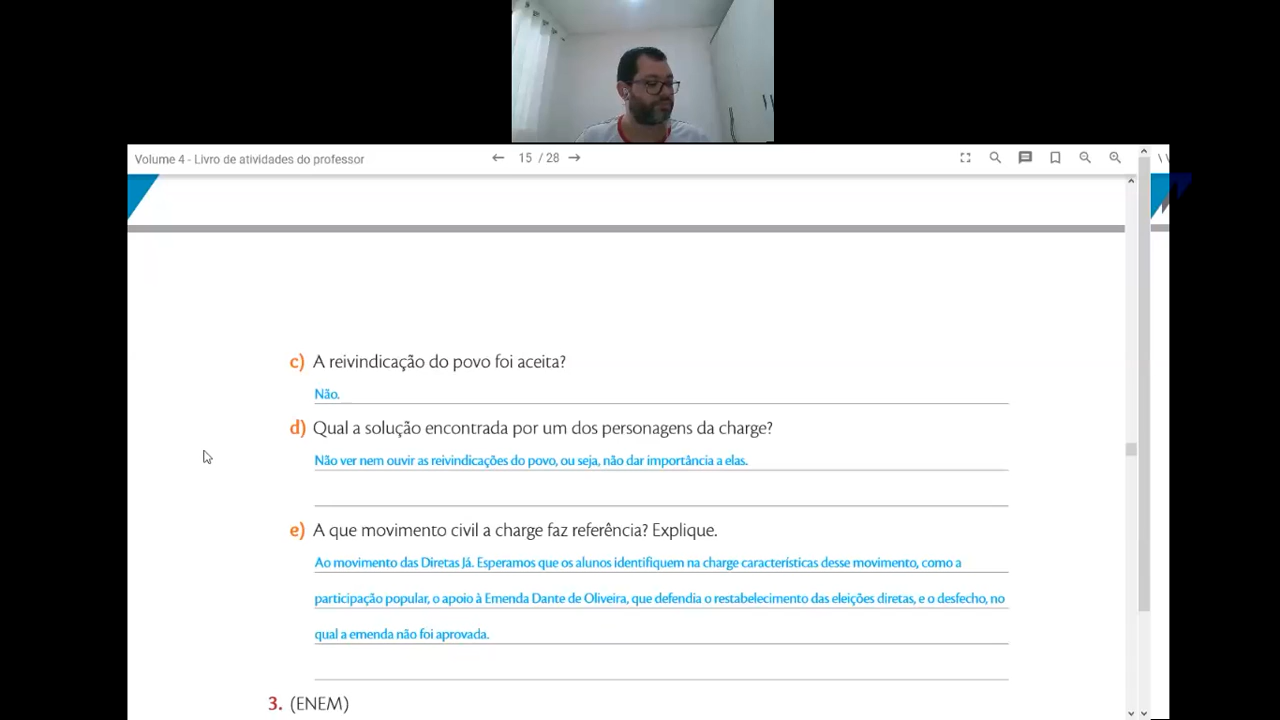 Volume 4 - Livro de atividades do professor
15 / 28
c) A reivindicação do povo foi aceita?
Não.
d) Qual a solução encontrada por um dos personagens da charge?
Não ver nem ouvir as reivindicações do povo, ou seja, não dar importância a elas.
e) A que movimento civil a charge faz referência? Explique.
Ao movimento das Diretas Já. Esperamos que os alunos identifiquem na charge características desse movimento, como a
participação popular, o apoio à Emenda Dante de Oliveira, que defendia o restabelecimento das eleições diretas, e o desfecho, no
qual a emenda não foi aprovada.
3. (ENEM)